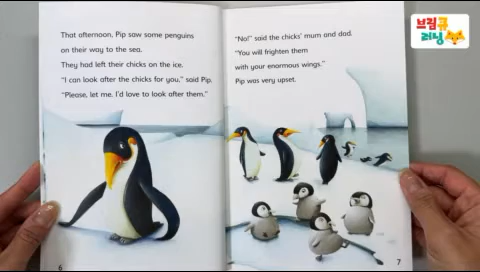 That afternoon, Pip saw some penguins
on their way to the sea.
They had left their chicks on the ice.
"I can look after the chicks for you," said Pip.
"Please, let me. I'd love to look after them."
6
"No!" said the chicks' mum and dad.
"You will frighten them
with your enormous wings."
Pip was very upset.
7
브림큐
러닝